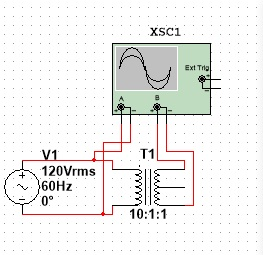 XSC1
Ext Trig
A
B
V1
T1
120Vrms
60Hz
0°
10:1:1